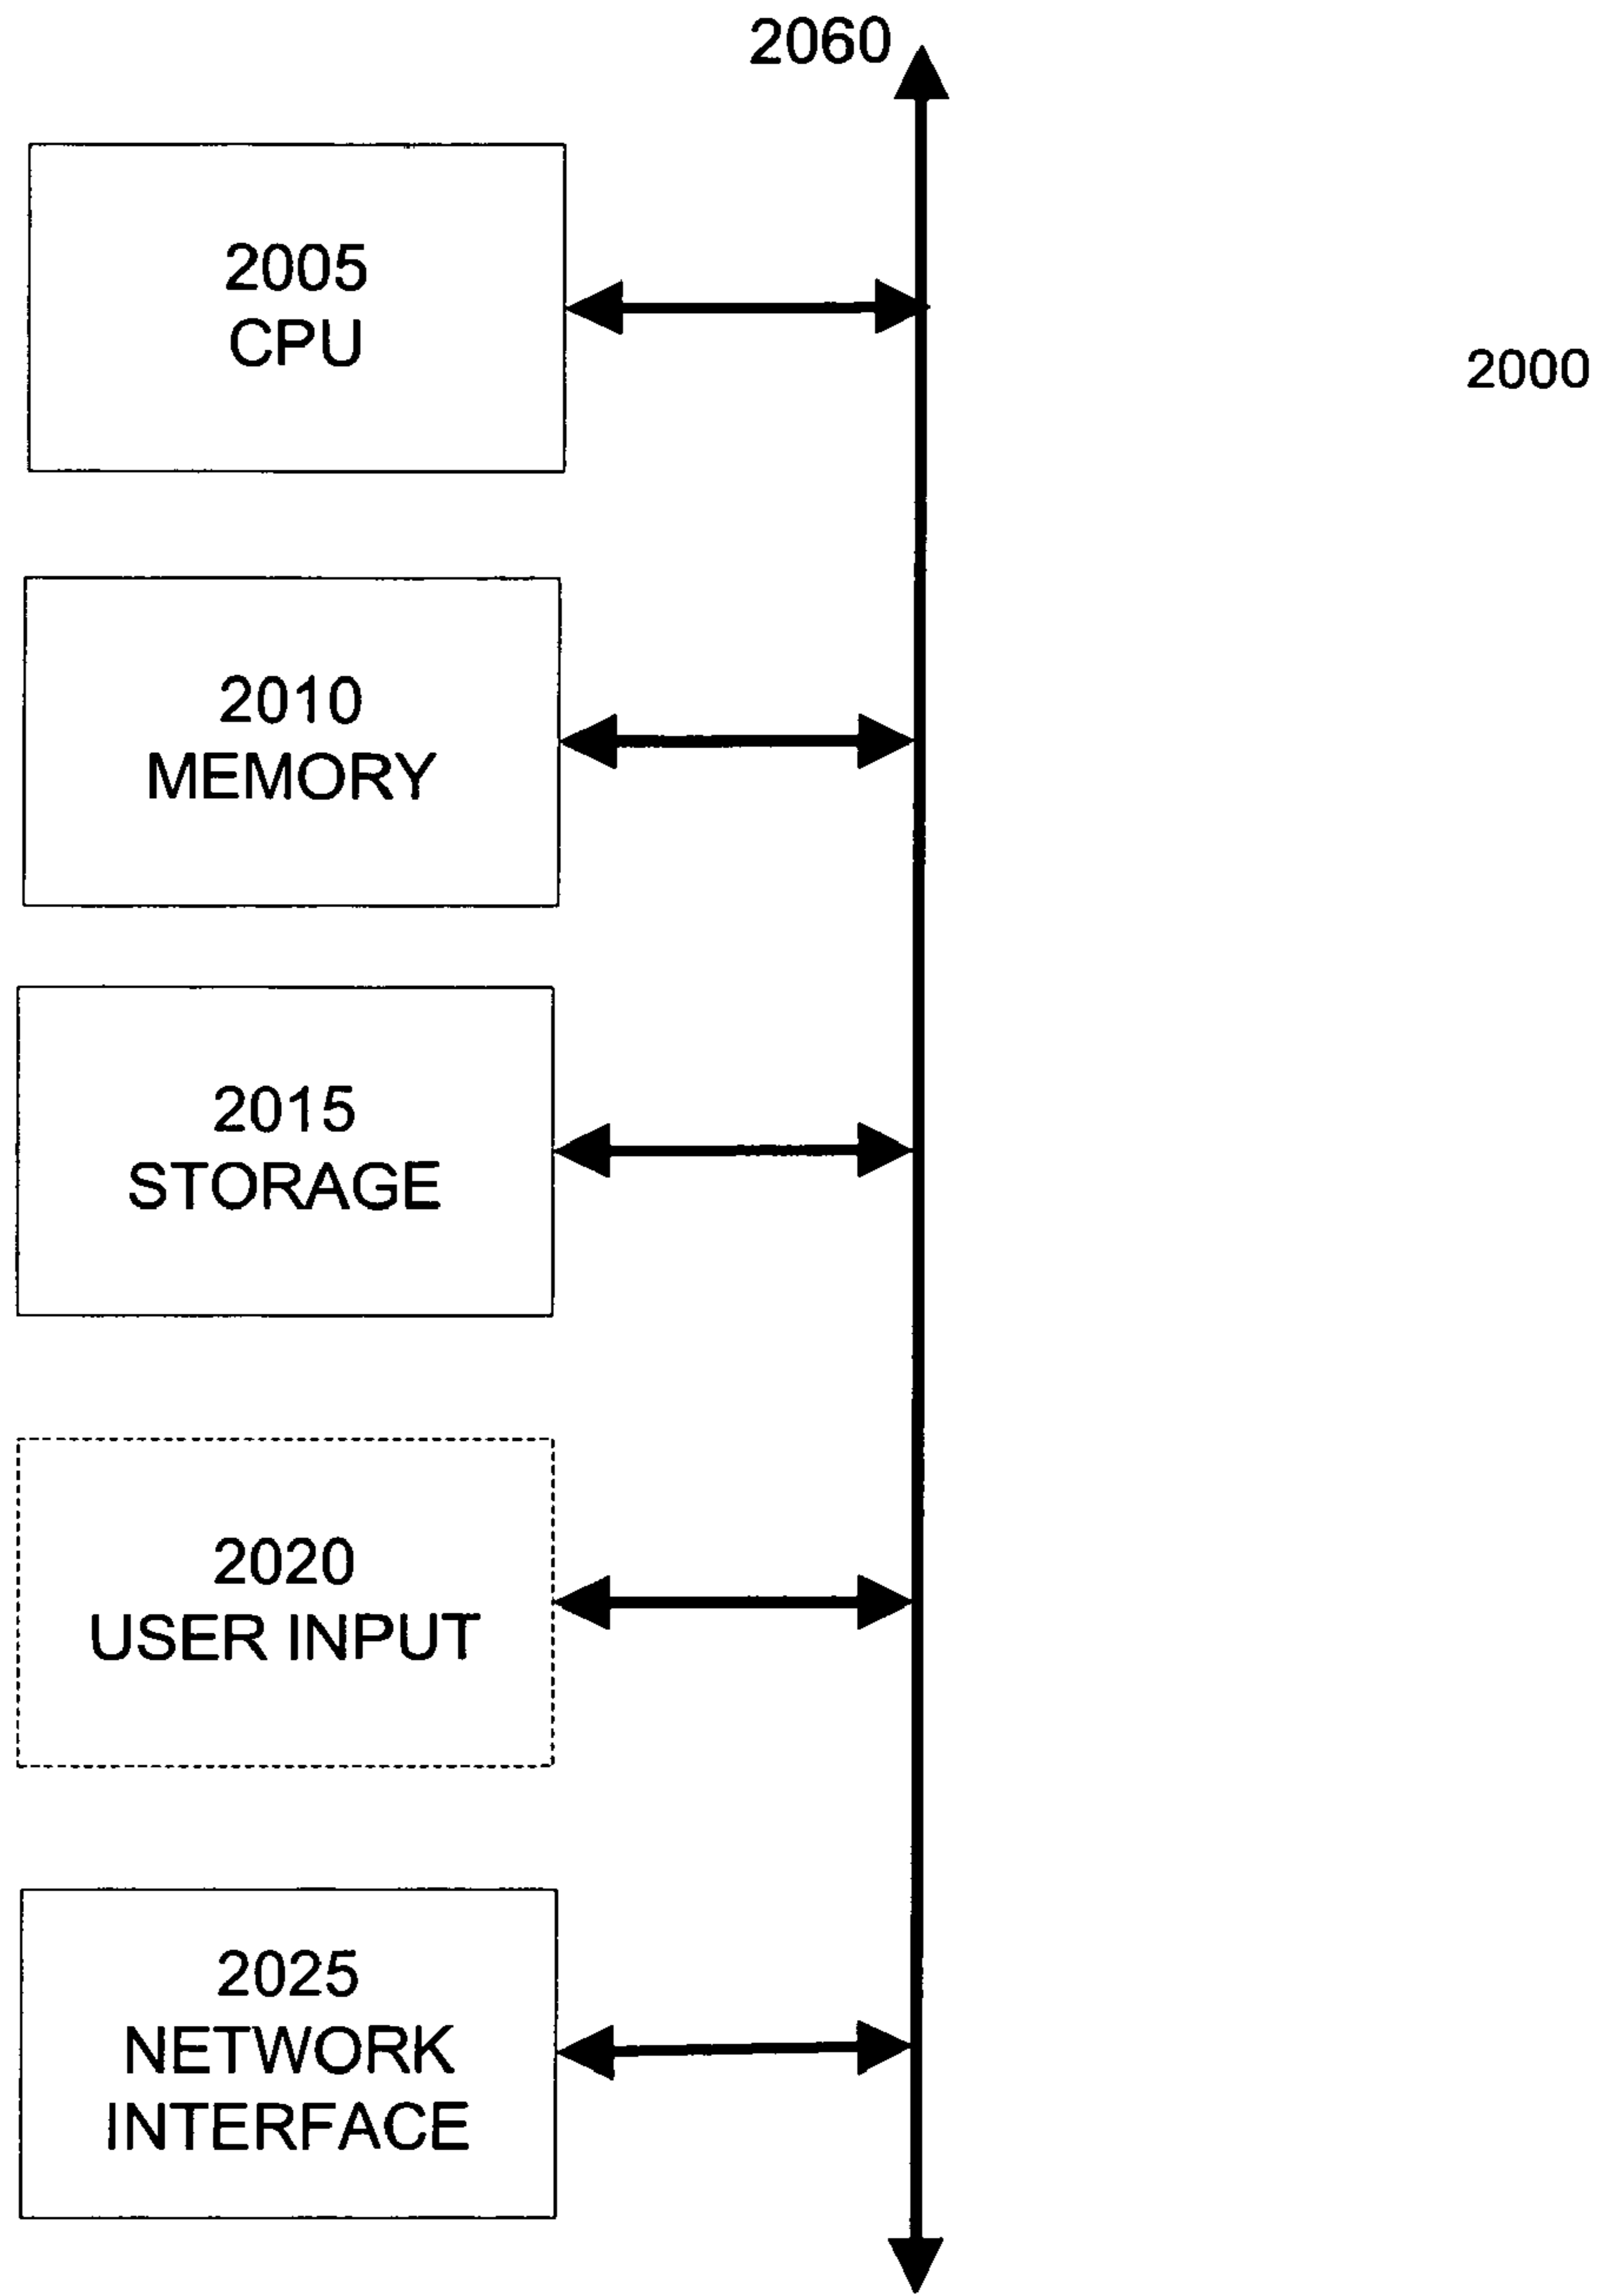 2060
2005
CPU
2000
2010
MEMORY
2015
STORAGE
2020
USER INPUT
2025
NETWORK
INTERFACE